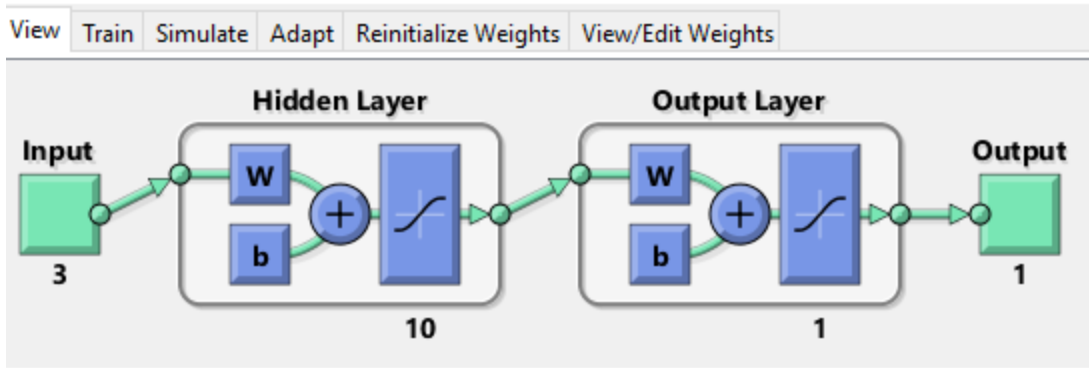 View Train Simulate Adapt Reinitialize Weights View/Edit Weights
Hidden Layer Output Layer
Input Output
W W
+ +
b b
3 1
10 1